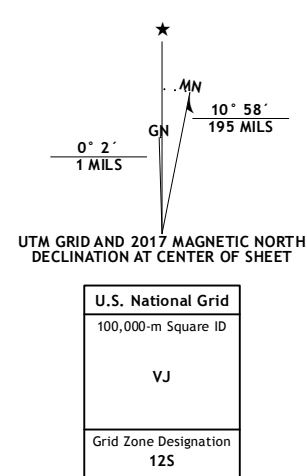 ★
MN
10° 58´
195 MILS
GN
0° 2´
1 MILS
UTM GRID AND 2017 MAGNETIC NORTH
DECLINATION AT CENTER OF SHEET
U.S. National Grid
100,000-m Square ID
VJ
Grid Zone Designation
12S